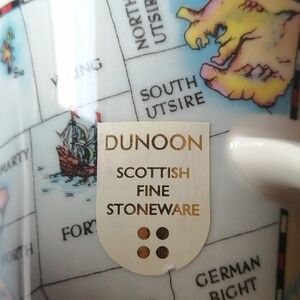 NORTH
UTSIRE
VIKING
SOUTH
UTSIRE
DUNOON
SCOTTISH
FINE
STONEWARE
FORTH
GERMAN
BIGHT